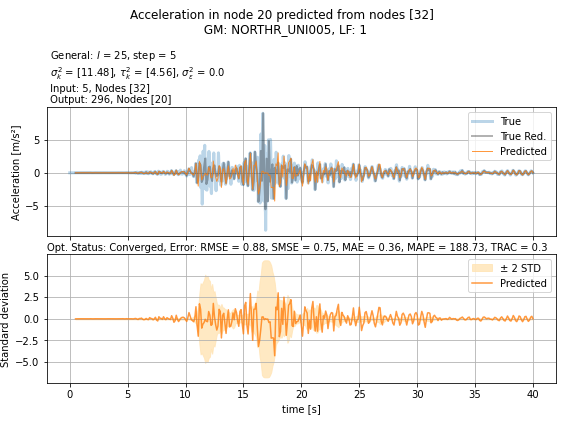 Acceleration in node 20 predicted from nodes [32]
GM: NORTHR_UNI005, LF: 1
General: l = 25, step = 5
σ²ₖ = [11.48], τ²ₖ = [4.56], σ²ε = 0.0
Input: 5, Nodes [32]
Output: 296, Nodes [20]
Acceleration [m/s²]
5
0
−5
True
True Red.
Predicted
Opt. Status: Converged, Error: RMSE = 0.88, SMSE = 0.75, MAE = 0.36, MAPE = 188.73, TRAC = 0.3
Standard deviation
5.0
2.5
0.0
−2.5
−5.0
± 2 STD
Predicted
0 5 10 15 20 25 30 35 40
time [s]